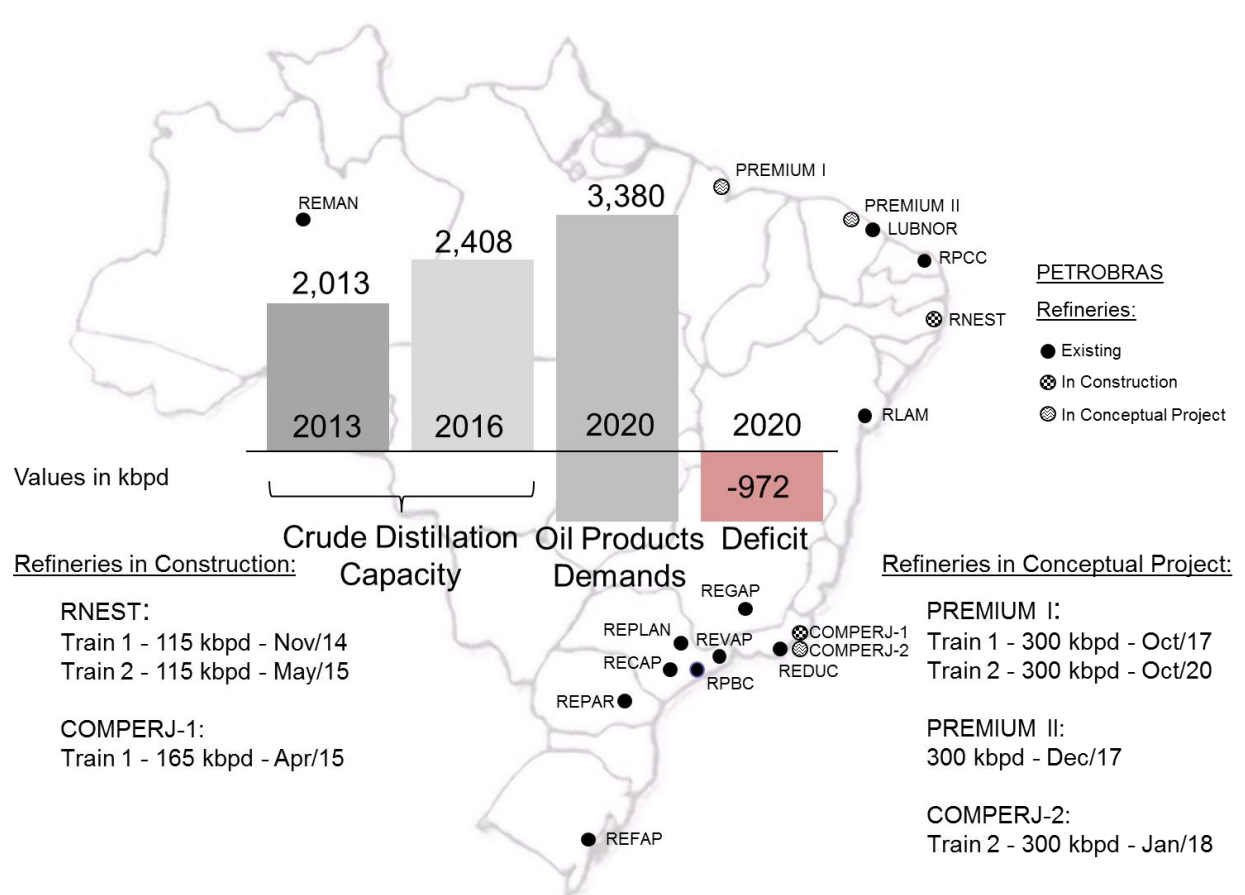 PREMIUM I
REMAN
3,380
PREMIUM II
LUBNOR
2,408
RPCC
2,013
PETROBRAS
Refineries:
RNEST
Existing
In Construction
In Conceptual Project
RLAM
2013
2016
2020
2020
Values in kbpd
-972
Crude Distillation
Capacity
Oil Products
Demands
Deficit
Refineries in Construction:
RNEST:
Train 1 - 115 kbpd - Nov/14
Train 2 - 115 kbpd - May/15
COMPERJ-1:
Train 1 - 165 kbpd - Apr/15
REGAP
REPLAN
REVAP
COMPERJ-1
COMPERJ-2
RECAP
RPBC
REDUC
REPAR
REFAP
Refineries in Conceptual Project:
PREMIUM I:
Train 1 - 300 kbpd - Oct/17
Train 2 - 300 kbpd - Oct/20
PREMIUM II:
300 kbpd - Dec/17
COMPERJ-2:
Train 2 - 300 kbpd - Jan/18